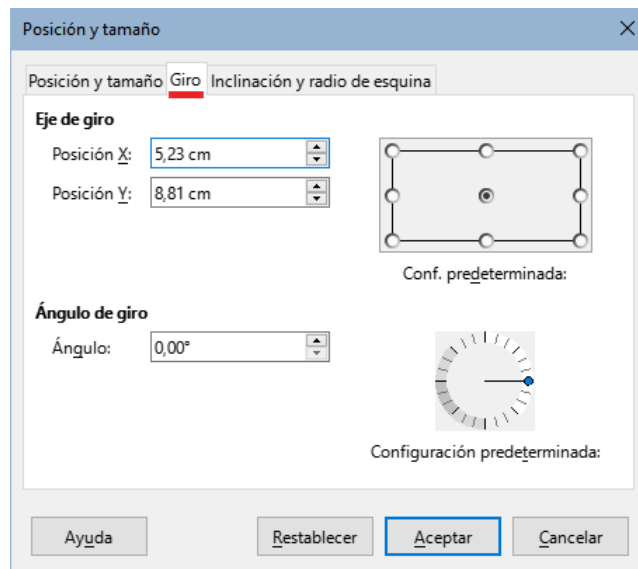 Posición y tamaño
Posición y tamaño Giro Inclinación y radio de esquina
Eje de giro
Posición X: 5,23 cm
Posición Y: 8,81 cm
Conf. predeterminada:
Ángulo de giro
Ángulo: 0,00°
Configuración predeterminada:
Ayuda Restablecer Aceptar Cancelar